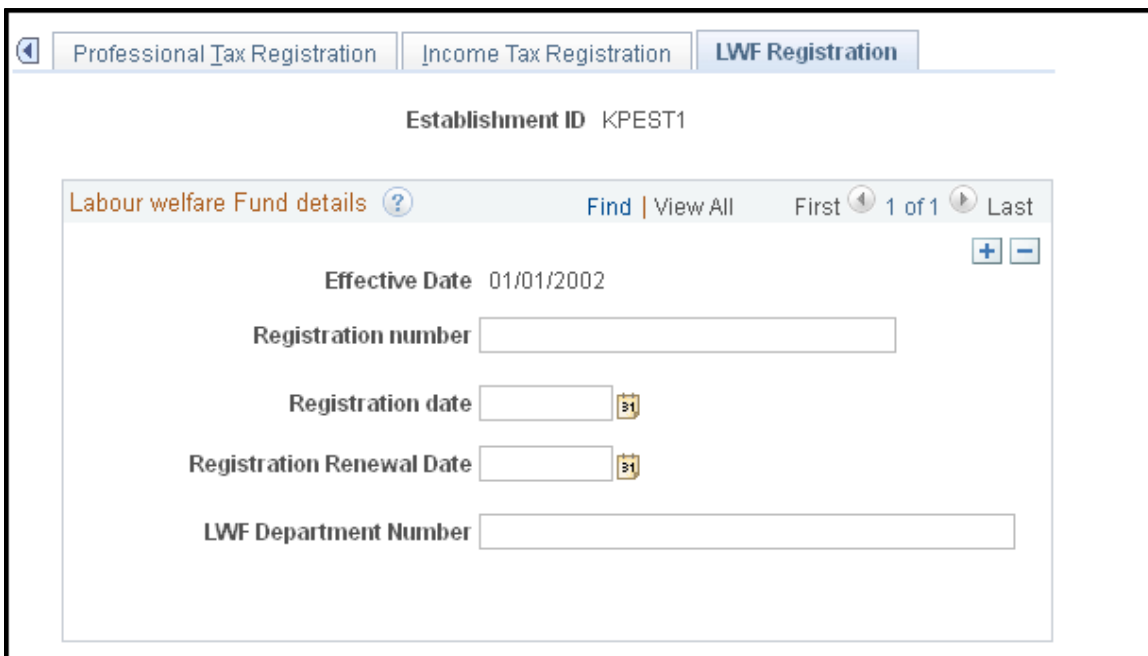 Professional Tax Registration Income Tax Registration LWF Registration
Establishment ID KPEST1
Labour welfare Fund details ? Find | View All First 1 of 1 Last
Effective Date 01/01/2002
Registration number
Registration date 31
Registration Renewal Date 31
LWF Department Number